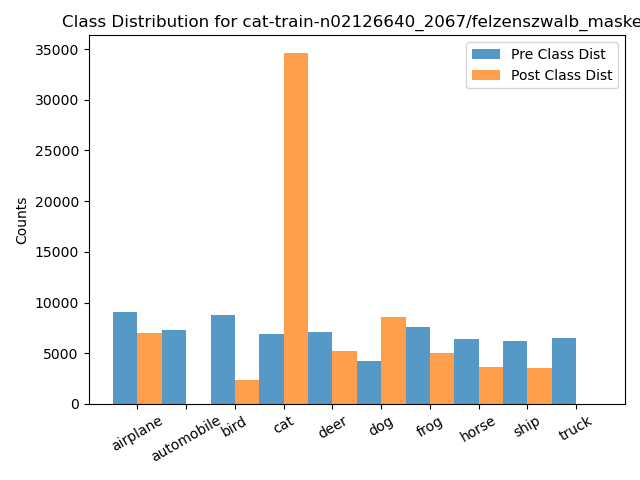 Class Distribution for cat-train-n02126640_2067/felzenszwalb_maske
Pre Class Dist
Post Class Dist
Counts
35000
30000
25000
20000
15000
10000
5000
0
airplane
automobile
bird
cat
deer
dog
frog
horse
ship
truck